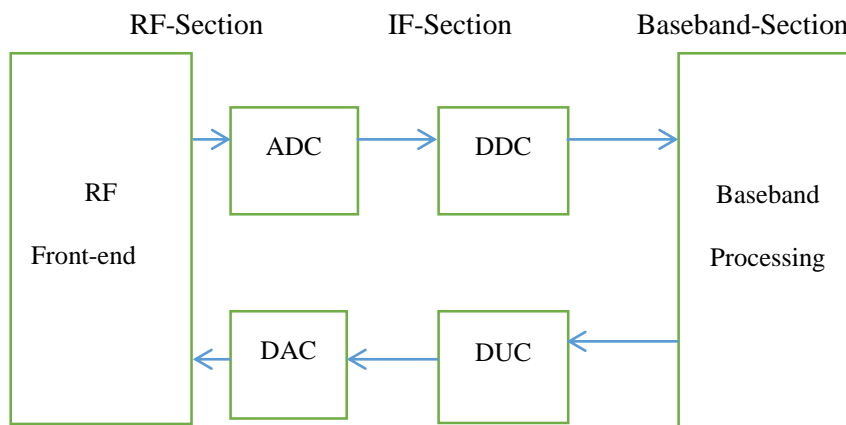 RF-Section IF-Section Baseband-Section
ADC DDC
RF
Front-end
Baseband
Processing
DAC DUC